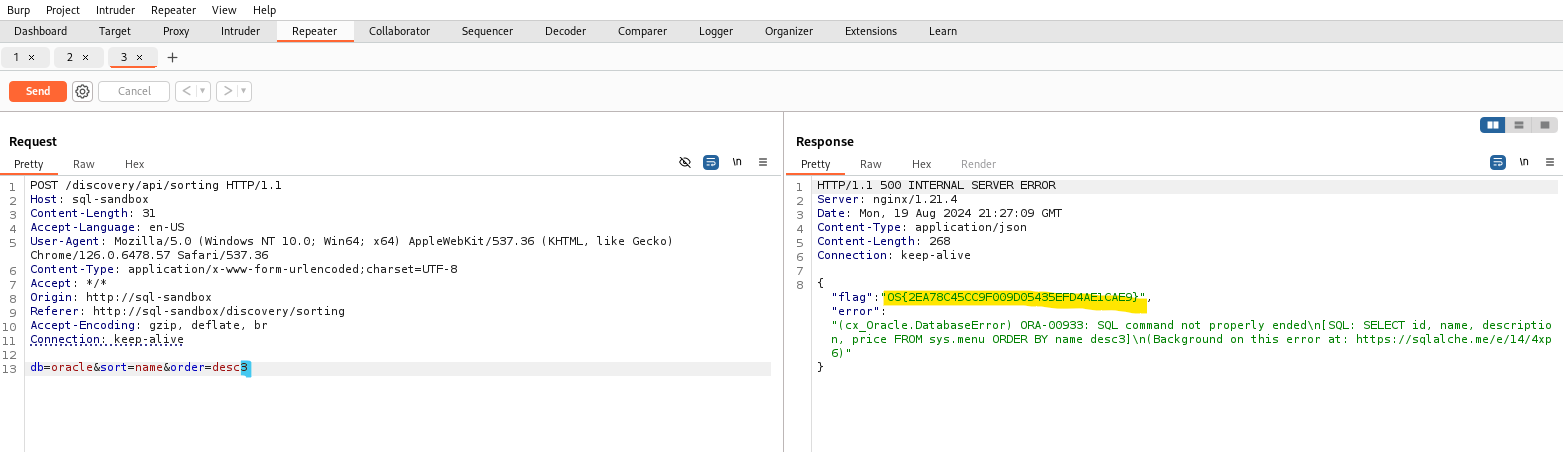 Burp Project Intruder Repeater View Help
Dashboard Target Proxy Intruder Repeater Collaborator Sequencer Decoder Comparer Logger Organizer Extensions Learn
1 × 2 × 3 × +
Send Cancel < >
Request
Pretty Raw Hex \n
1 POST /discovery/api/sorting HTTP/1.1
2 Host: sql-sandbox
3 Content-Length: 31
4 Accept-Language: en-US
5 User-Agent: Mozilla/5.0 (Windows NT 10.0; Win64; x64) AppleWebKit/537.36 (KHTML, like Gecko)
Chrome/126.0.6478.57 Safari/537.36
6 Content-Type: application/x-www-form-urlencoded;charset=UTF-8
7 Accept: */*
8 Origin: http://sql-sandbox
9 Referer: http://sql-sandbox/discovery/sorting
10 Accept-Encoding: gzip, deflate, br
11 Connection: keep-alive
12
13 db=oracle&sort=name&order=desc3
Response
Pretty Raw Hex Render \n
1 HTTP/1.1 500 INTERNAL SERVER ERROR
2 Server: nginx/1.21.4
3 Date: Mon, 19 Aug 2024 21:27:09 GMT
4 Content-Type: application/json
5 Content-Length: 268
6 Connection: keep-alive
7
8 {
"flag":"OS{2EA78C45CC9F009D05435EFD4AE1CAE9}",
"error":
"(cx_Oracle.DatabaseError) ORA-00933: SQL command not properly ended\n[SQL: SELECT id, name, descriptio
n, price FROM sys.menu ORDER BY name desc3]\n(Background on this error at: https://sqlalche.me/e/14/4xp
6)"
}